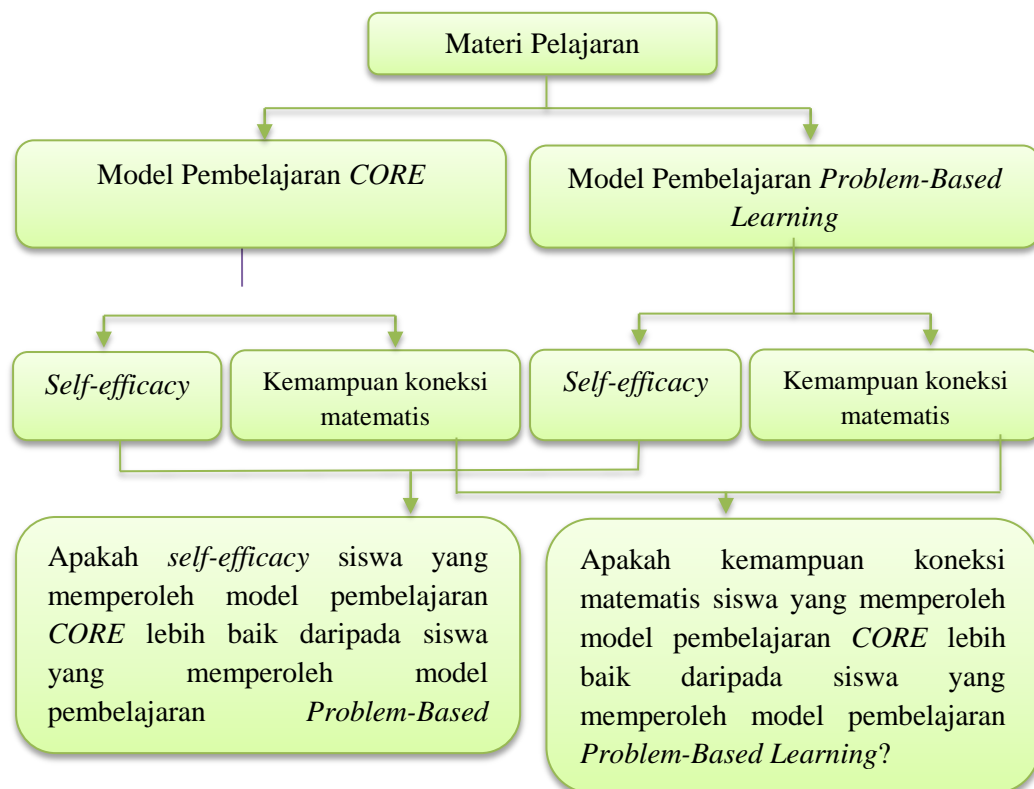 Materi Pelajaran
Model Pembelajaran CORE
Model Pembelajaran Problem-Based
Learning
Self-efficacy
Kemampuan koneksi
matematis
Self-efficacy
Kemampuan koneksi
matematis
Apakah self-efficacy siswa yang
memperoleh model pembelajaran
CORE lebih baik daripada siswa
yang memperoleh model
pembelajaran Problem-Based
Apakah kemampuan koneksi
matematis siswa yang memperoleh
model pembelajaran CORE lebih
baik daripada siswa yang
memperoleh model pembelajaran
Problem-Based Learning?